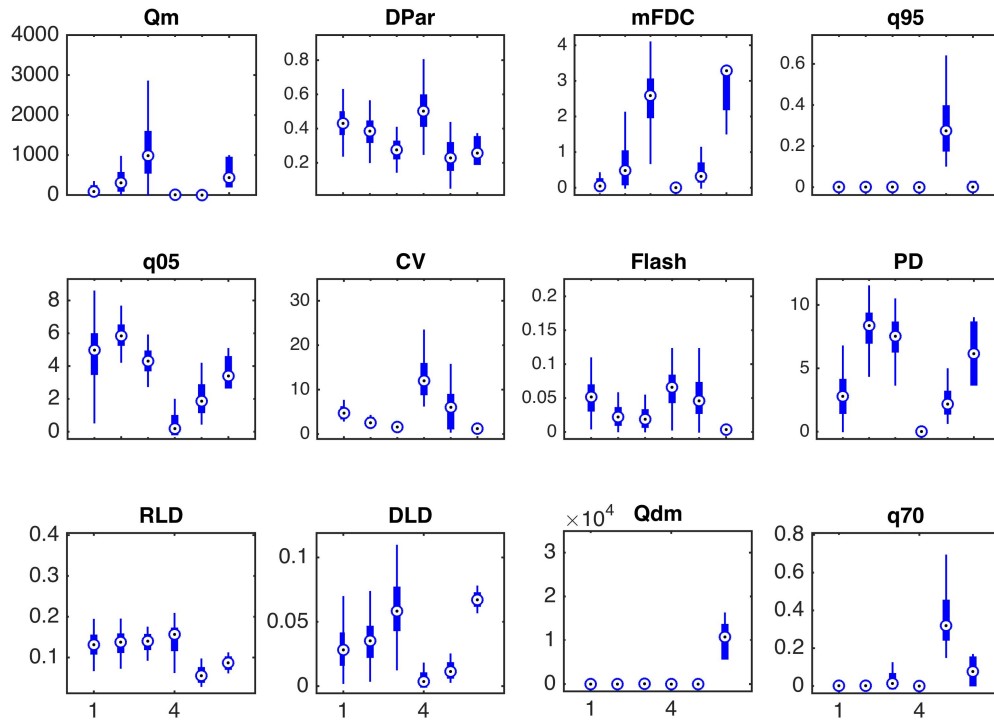 Qm DPar mFDC q95
4000 3000 2000 1000 0
0.8 0.6 0.4 0.2
4 3 2 1 0
0.6 0.4 0.2 0
q05 CV Flash PD
8 6 4 2 0
30 20 10 0
0.2 0.15 0.1 0.05 0
10 5 0
RLD DLD Qdm q70
0.4 0.3 0.2 0.1
0.1 0.05 0
×10⁴
3 2 1 0
0.8 0.6 0.4 0.2 0
1 4 1 4 1 4 1 4